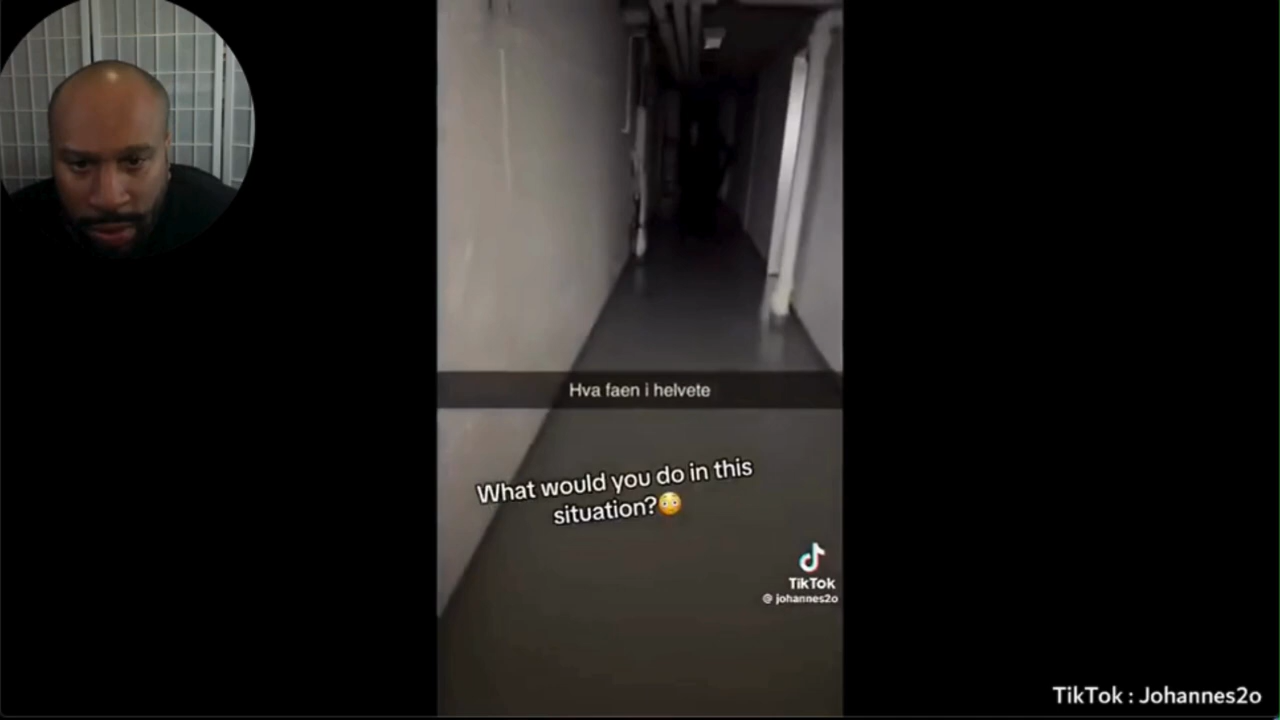 Hva faen i helvete
What would you do in this
situation?😳
TikTok
@ johannes2o
TikTok : Johannes2o